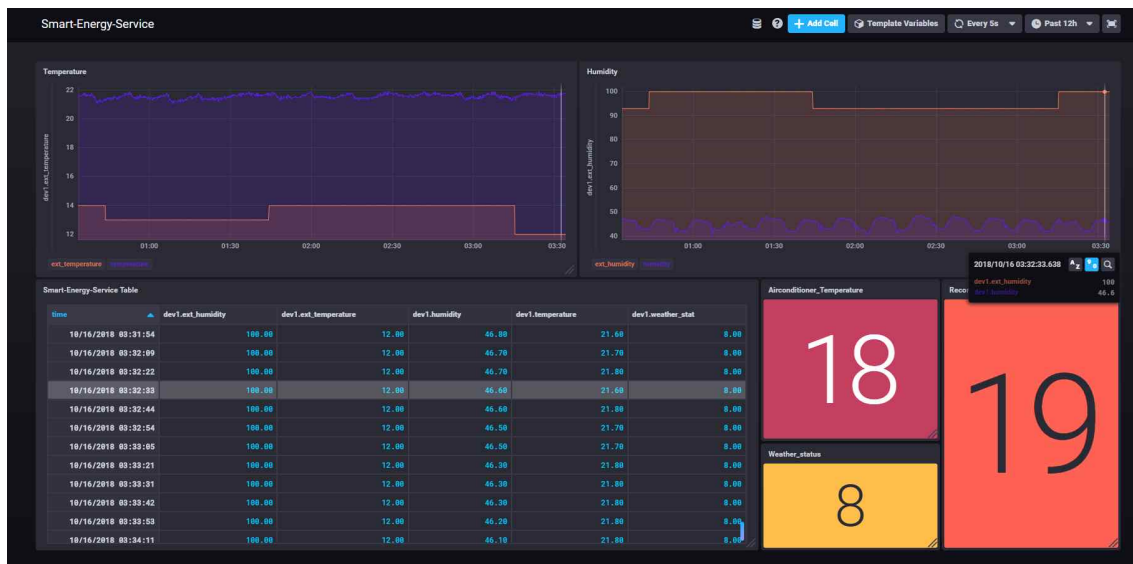 Smart-Energy-Service
+ Add Cell
Template Variables
Every 5s
Past 12h
Temperature
22
20
18
16
14
12
dev1.ext_temperature
01:00 01:30 02:00 02:30 03:00 03:30
ext_temperature temperature
Humidity
100
90
80
70
60
50
40
dev1.ext_humidity
01:00 01:30 02:00 02:30 03:00 03:30
ext_humidity humidity
2018/10/16 03:32:33.638
dev1.ext_humidity 100
dev1.humidity 46.6
Smart-Energy-Service Table
time dev1.ext_humidity dev1.ext_temperature dev1.humidity dev1.temperature dev1.weather_stat
10/16/2018 03:31:54 100.00 12.00 46.80 21.60 8.00
10/16/2018 03:32:09 100.00 12.00 46.70 21.70 8.00
10/16/2018 03:32:22 100.00 12.00 46.70 21.80 8.00
10/16/2018 03:32:33 100.00 12.00 46.60 21.60 8.00
10/16/2018 03:32:44 100.00 12.00 46.60 21.80 8.00
10/16/2018 03:32:54 100.00 12.00 46.50 21.70 8.00
10/16/2018 03:33:05 100.00 12.00 46.50 21.70 8.00
10/16/2018 03:33:21 100.00 12.00 46.30 21.80 8.00
10/16/2018 03:33:31 100.00 12.00 46.30 21.80 8.00
10/16/2018 03:33:42 100.00 12.00 46.30 21.80 8.00
10/16/2018 03:33:53 100.00 12.00 46.20 21.80 8.00
10/16/2018 03:34:11 100.00 12.00 46.10 21.80 8.00
Airconditioner_Temperature
18
Weather_status
8
Reco
19